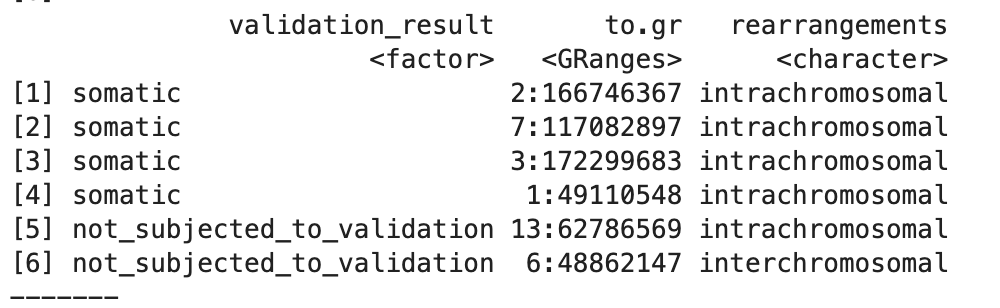 validation_result to.gr rearrangements
<factor> <GRanges> <character>
[1] somatic 2:166746367 intrachromosomal
[2] somatic 7:117082897 intrachromosomal
[3] somatic 3:172299683 intrachromosomal
[4] somatic 1:49110548 intrachromosomal
[5] not_subjected_to_validation 13:62786569 intrachromosomal
[6] not_subjected_to_validation 6:48862147 interchromosomal
-------